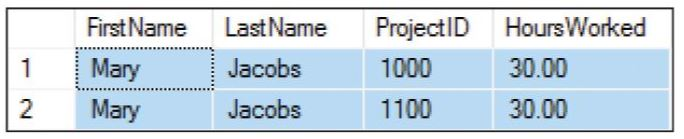 FirstName LastName ProjectID HoursWorked
1 Mary Jacobs 1000 30.00
2 Mary Jacobs 1100 30.00